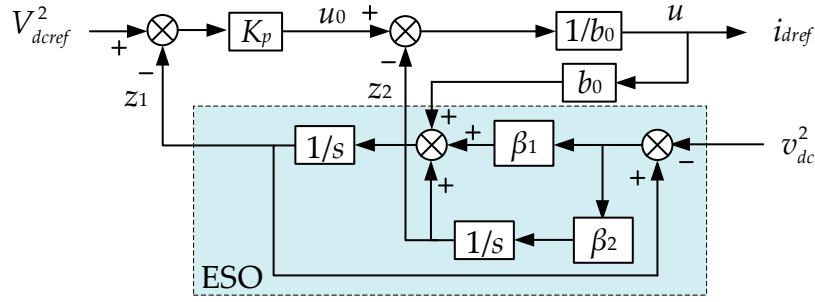 V²dcref
+
−
Kp
u0
+
−
1/b0
u
idref
z1
z2
b0
+
1/s
+
β1
+
−
v²dc
+
1/s
β2
ESO